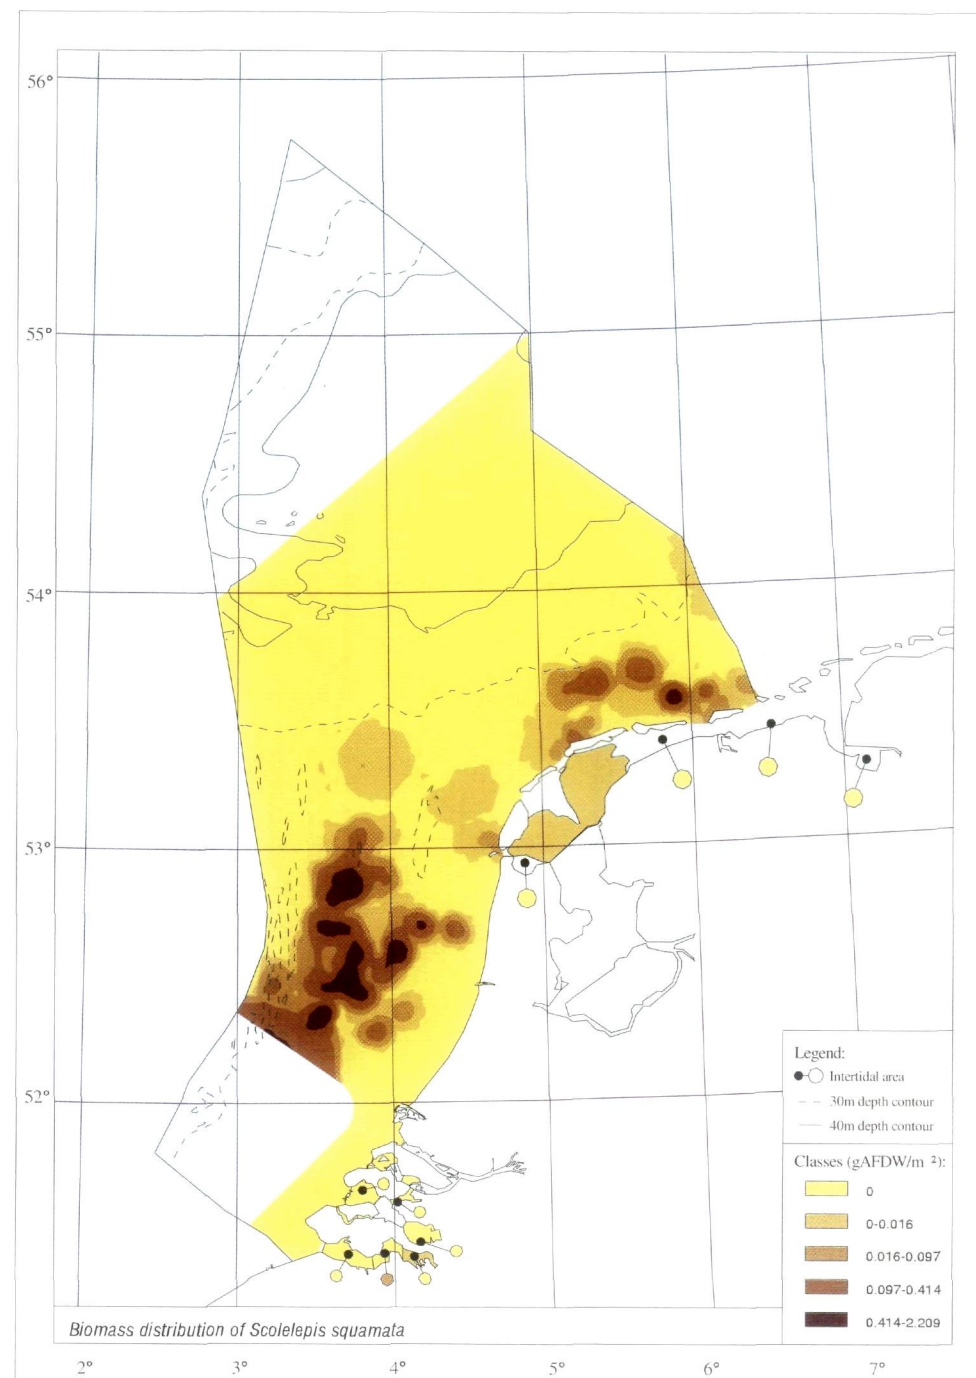 56°
55°
54°
53°
52°
Legend:
Intertidal area
30m depth contour
40m depth contour
Classes (gAFDW/m ²):
0
0-0.016
0.016-0.097
0.097-0.414
0.414-2.209
Biomass distribution of Scolelepis squamata
2° 3° 4° 5° 6° 7°